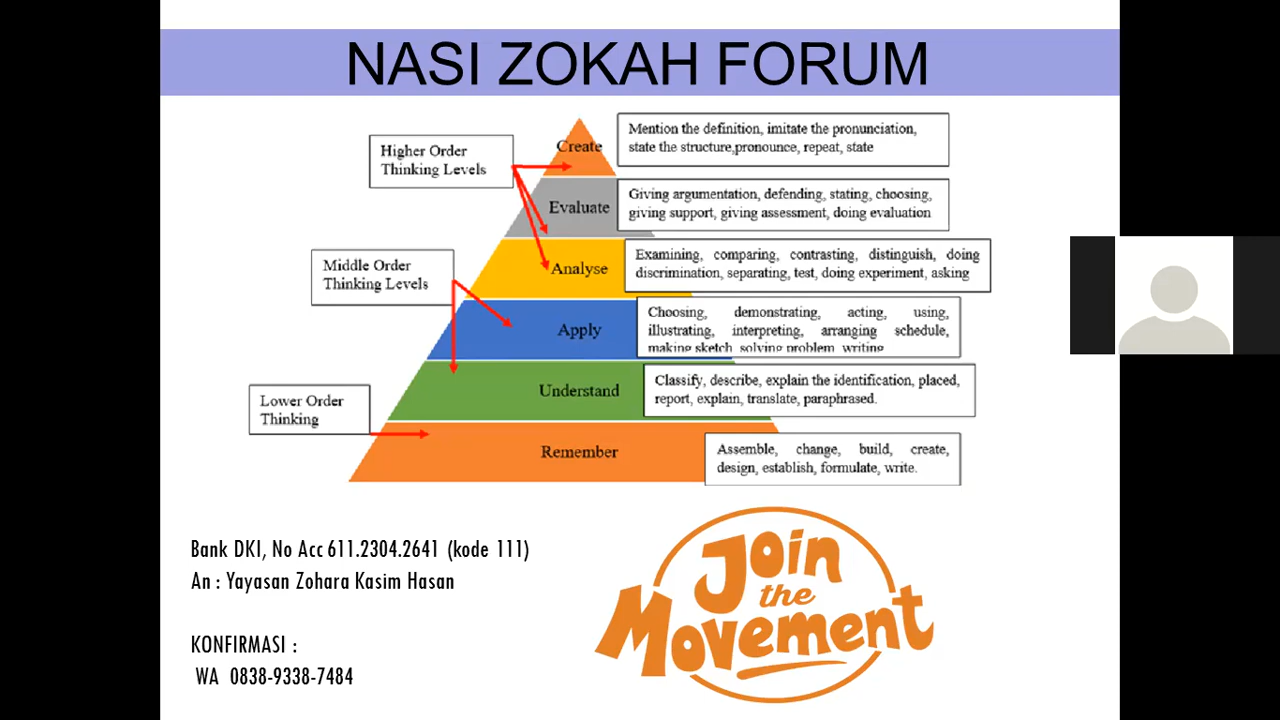 NASI ZOKAH FORUM
Higher Order
Thinking Levels
Create
Mention the definition, imitate the pronunciation,
state the structure,pronounce, repeat, state
Evaluate
Giving argumentation, defending, stating, choosing,
giving support, giving assessment, doing evaluation
Middle Order
Thinking Levels
Analyse
Examining, comparing, contrasting, distinguish, doing
discrimination, separating, test, doing experiment, asking
Apply
Choosing, demonstrating, acting, using,
illustrating, interpreting, arranging schedule,
making sketch, solving problem, writing
Lower Order
Thinking
Understand
Classify, describe, explain the identification, placed,
report, explain, translate, paraphrased.
Remember
Assemble, change, build, create,
design, establish, formulate, write.
Bank DKI, No Acc 611.2304.2641 (kode 111)
An : Yayasan Zohara Kasim Hasan
KONFIRMASI :
WA 0838-9338-7484
Join
the
Movement